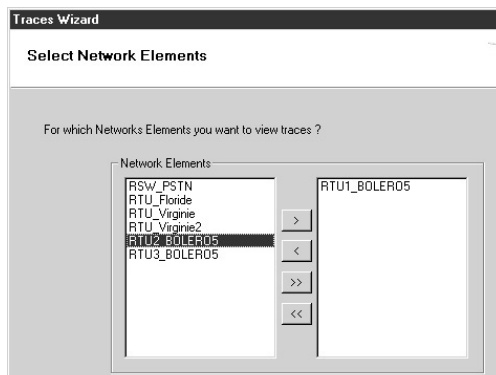 Traces Wizard
Select Network Elements
For which Networks Elements you want to view traces ?
Network Elements
RSW_PSTN
RTU_Floride
RTU_Virginie
RTU_Virginie2
RTU2_BOLERO5
RTU3_BOLERO5
>
<
>>
<<
RTU1_BOLERO5